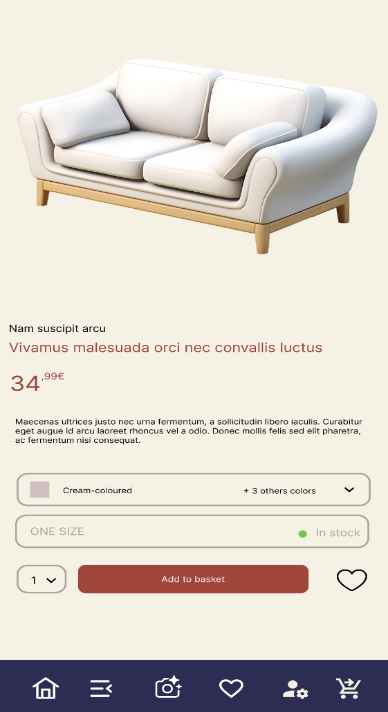 Nam suscipit arcu
Vivamus malesuada orci nec convallis luctus
34,99€
Maecenas ultrices justo nec urna fermentum, a sollicitudin libero iaculis. Curabitur
eget augue id arcu laoreet rhoncus vel a odio. Donec mollis felis sed elit pharetra,
ac fermentum nisi consequat.
Cream-coloured + 3 others colors
ONE SIZE In stock
1 Add to basket